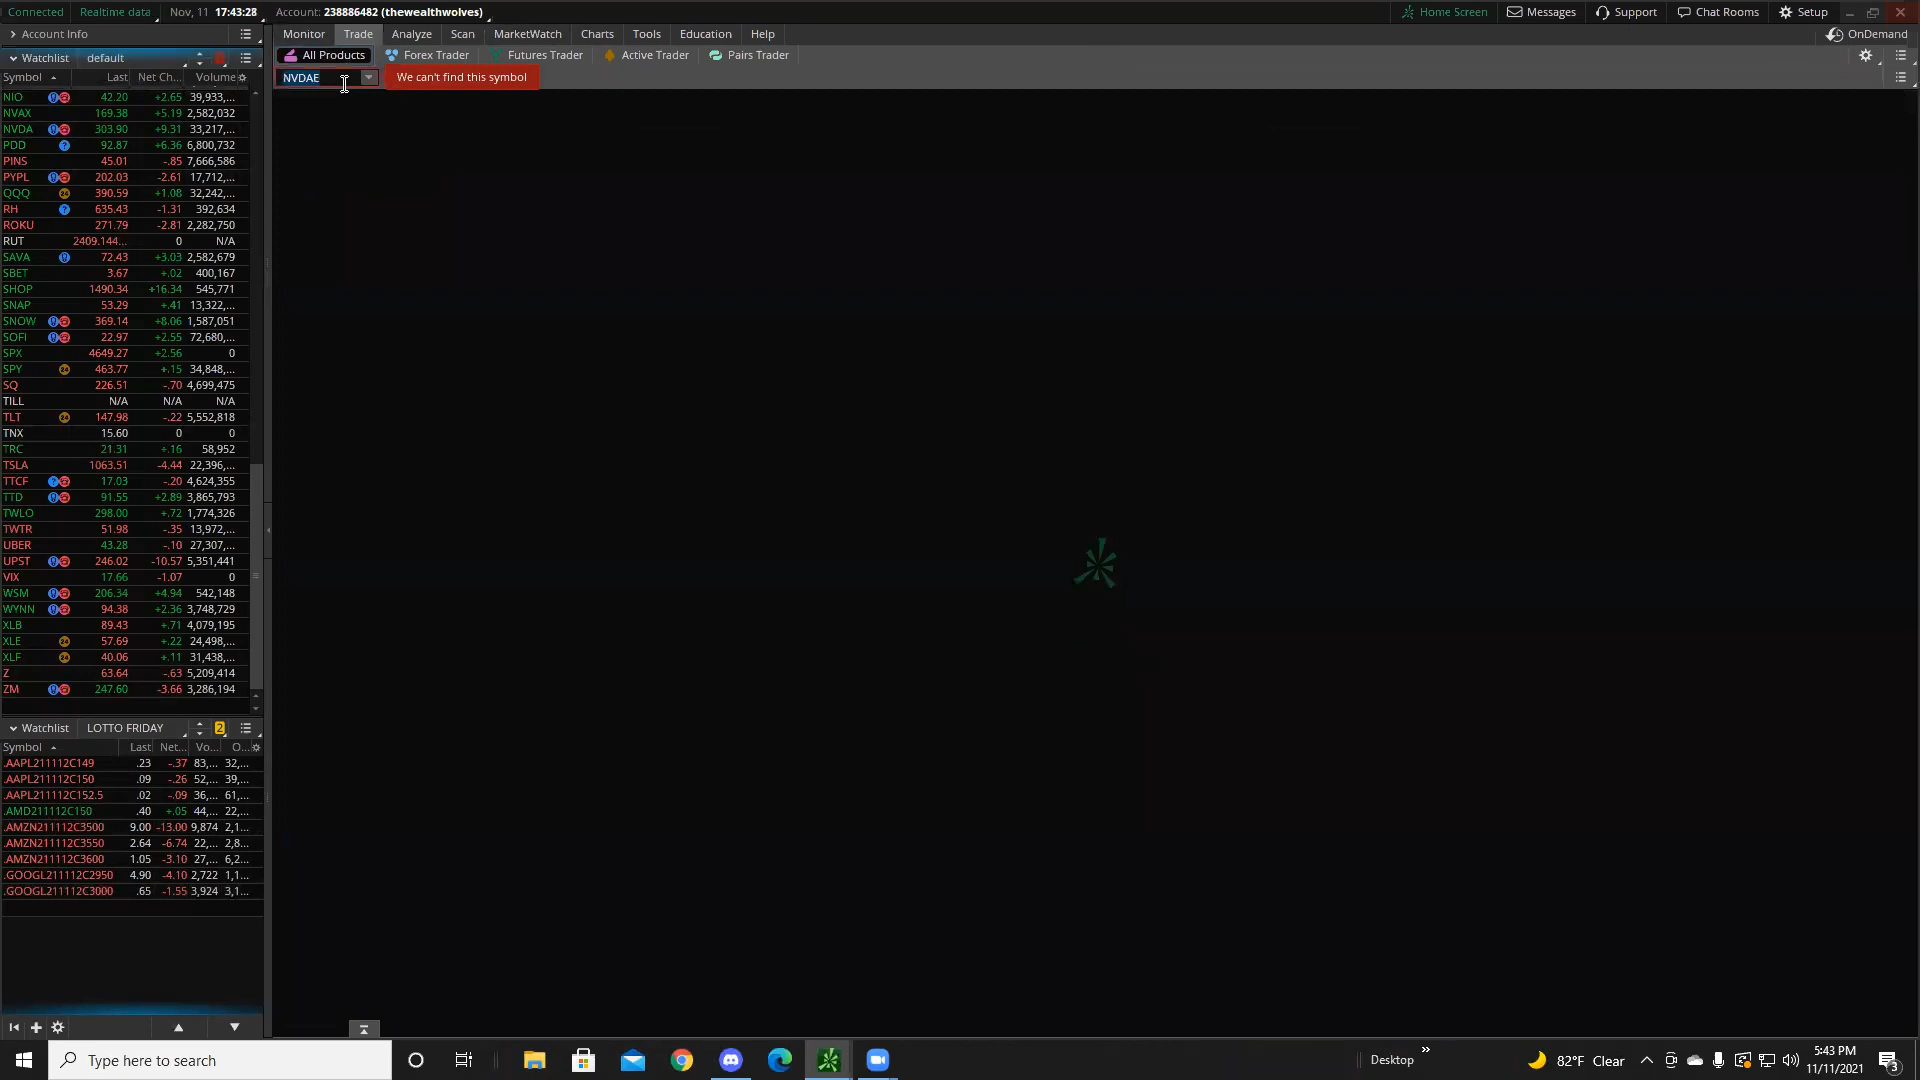 Connected Realtime data Nov, 11 17:43:28 Account: 238886482 (thewealthwolves) Home Screen Messages Support Chat Rooms Setup
Account Info Monitor Trade Analyze Scan MarketWatch Charts Tools Education Help OnDemand
Watchlist default All Products Forex Trader Futures Trader Active Trader Pairs Trader
Symbol Last Net Ch... Volume NVDAE We can't find this symbol
NIO 42.20 +2.65 39,933,...
NVAX 169.38 +5.19 2,582,032
NVDA 303.90 +9.31 33,217,...
PDD 92.87 +6.36 6,800,732
PINS 45.01 -.85 7,666,586
PYPL 202.03 -2.61 17,712,...
QQQ 390.59 +1.08 32,242,...
RH 635.43 -1.31 392,634
ROKU 271.79 -2.81 2,282,750
RUT 2409.144... 0 N/A
SAVA 72.43 +3.03 2,582,679
SBET 3.67 +.02 400,167
SHOP 1490.34 +16.34 545,771
SNAP 53.29 +.41 13,322,...
SNOW 369.14 +8.06 1,587,051
SOFI 22.97 +2.55 72,680,...
SPX 4649.27 +2.56 0
SPY 463.77 +.15 34,848,...
SQ 226.51 -.70 4,699,475
TILL N/A N/A N/A
TLT 147.98 -.22 5,552,818
TNX 15.60 0 0
TRC 21.31 +.16 58,952
TSLA 1063.51 -4.44 22,396,...
TTCF 17.03 -.20 4,624,355
TTD 91.55 +2.89 3,865,793
TWLO 298.00 +.72 1,774,326
TWTR 51.98 -.35 13,972,...
UBER 43.28 -.10 27,307,...
UPST 246.02 -10.57 5,351,441
VIX 17.66 -1.07 0
WSM 206.34 +4.94 542,148
WYNN 94.38 +2.36 3,748,729
XLB 89.43 +.71 4,079,195
XLE 57.69 +.22 24,498,...
XLF 40.06 +.11 31,438,...
Z 63.64 -.63 5,209,414
ZM 247.60 -3.66 3,286,194
Watchlist LOTTO FRIDAY 2
Symbol Last Net... Vo... O...
.AAPL211112C149 .23 -.37 83,... 32,...
.AAPL211112C150 .09 -.26 52,... 39,...
.AAPL211112C152.5 .02 -.09 36,... 61,...
.AMD211112C150 .40 +.05 44,... 22,...
.AMZN211112C3500 9.00 -13.00 9,874 2,1...
.AMZN211112C3550 2.64 -6.74 22,... 2,8...
.AMZN211112C3600 1.05 -3.10 27,... 6,2...
.GOOGL211112C2950 4.90 -4.10 2,722 1,1...
.GOOGL211112C3000 .65 -1.55 3,924 3,1...
Type here to search Desktop 82°F Clear 5:43 PM
11/11/2021 3